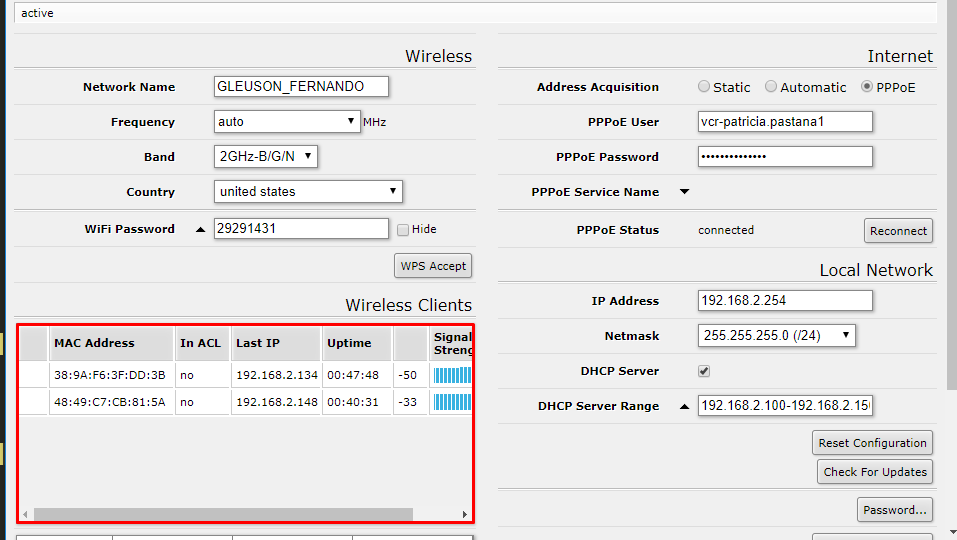 active
Wireless
Network Name GLEUSON_FERNANDO
Frequency auto MHz
Band 2GHz-B/G/N
Country united states
WiFi Password 29291431 Hide
WPS Accept
Wireless Clients
MAC Address In ACL Last IP Uptime Signal
Streng
38:9A:F6:3F:DD:3B no 192.168.2.134 00:47:48 -50
48:49:C7:CB:81:5A no 192.168.2.148 00:40:31 -33
Internet
Address Acquisition Static Automatic PPPoE
PPPoE User vcr-patricia.pastana1
PPPoE Password ••••••••••••••
PPPoE Service Name
PPPoE Status connected Reconnect
Local Network
IP Address 192.168.2.254
Netmask 255.255.255.0 (/24)
DHCP Server
DHCP Server Range 192.168.2.100-192.168.2.15
Reset Configuration
Check For Updates
Password...